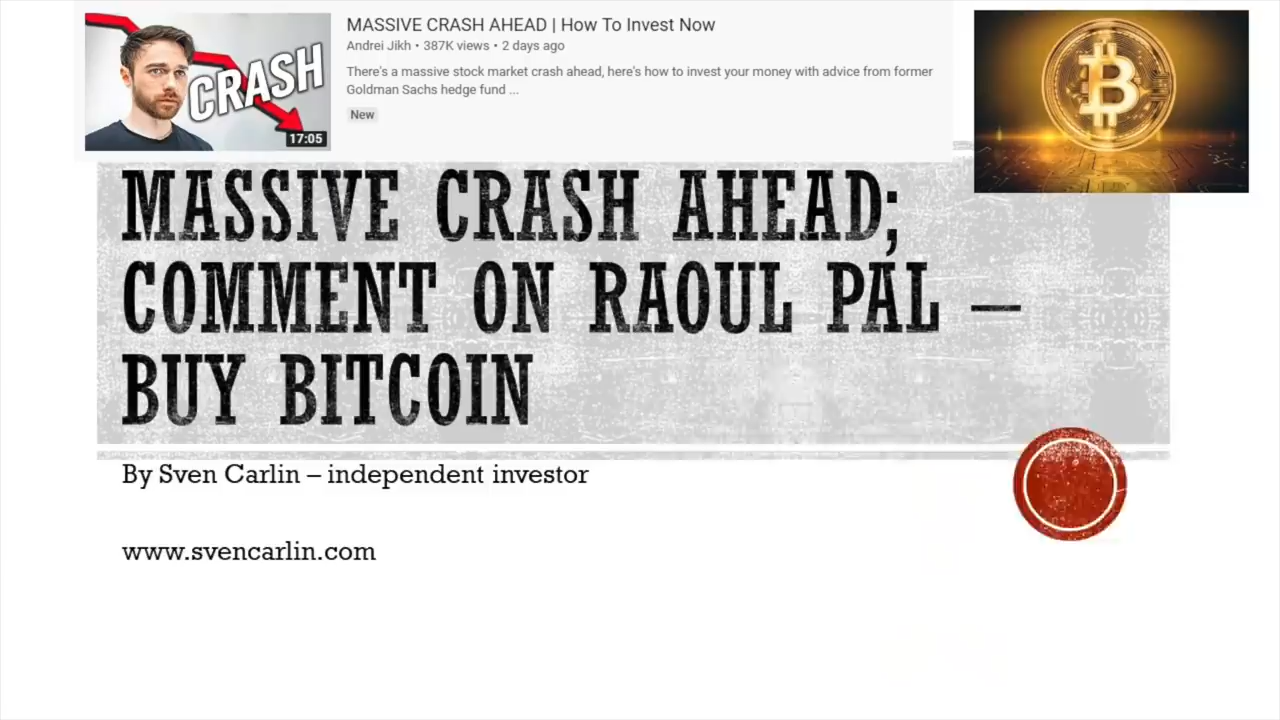 MASSIVE CRASH AHEAD | How To Invest Now
Andrei Jikh • 387K views • 2 days ago
There's a massive stock market crash ahead, here's how to invest your money with advice from former
Goldman Sachs hedge fund ...
New
CRASH
17:05
MASSIVE CRASH AHEAD;
COMMENT ON RAOUL PAL –
BUY BITCOIN
By Sven Carlin – independent investor
www.svencarlin.com